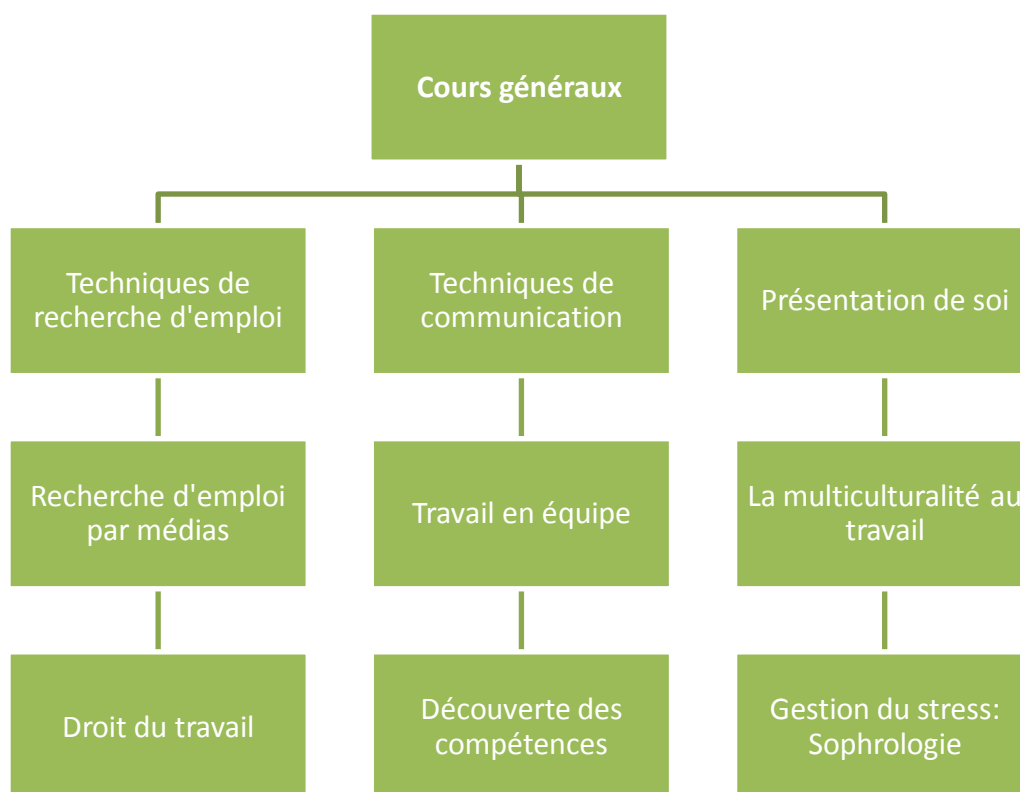 Cours généraux
Techniques de
recherche d'emploi
Techniques de
communication
Présentation de soi
Recherche d'emploi
par médias
Travail en équipe
La multiculturalité au
travail
Droit du travail
Découverte des
compétences
Gestion du stress:
Sophrologie